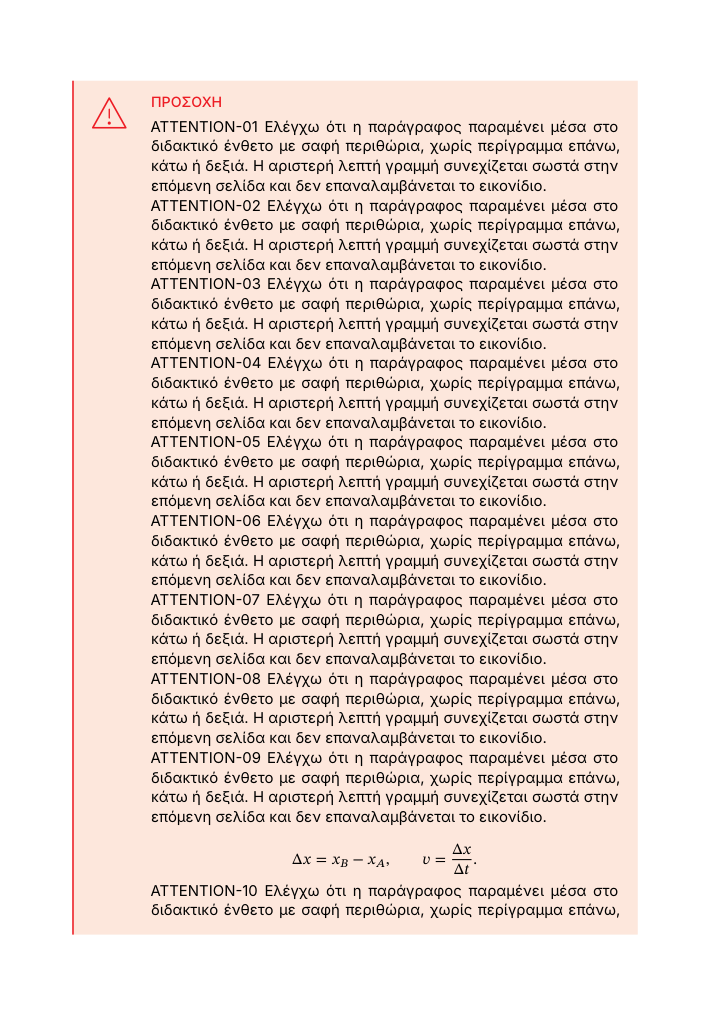 ΠΡΟΣΟΧΗ
ATTENTION-01 Ελέγχω ότι η παράγραφος παραμένει μέσα στο
διδακτικό ένθετο με σαφή περιθώρια, χωρίς περίγραμμα επάνω,
κάτω ή δεξιά. Η αριστερή λεπτή γραμμή συνεχίζεται σωστά στην
επόμενη σελίδα και δεν επαναλαμβάνεται το εικονίδιο.
ATTENTION-02 Ελέγχω ότι η παράγραφος παραμένει μέσα στο
διδακτικό ένθετο με σαφή περιθώρια, χωρίς περίγραμμα επάνω,
κάτω ή δεξιά. Η αριστερή λεπτή γραμμή συνεχίζεται σωστά στην
επόμενη σελίδα και δεν επαναλαμβάνεται το εικονίδιο.
ATTENTION-03 Ελέγχω ότι η παράγραφος παραμένει μέσα στο
διδακτικό ένθετο με σαφή περιθώρια, χωρίς περίγραμμα επάνω,
κάτω ή δεξιά. Η αριστερή λεπτή γραμμή συνεχίζεται σωστά στην
επόμενη σελίδα και δεν επαναλαμβάνεται το εικονίδιο.
ATTENTION-04 Ελέγχω ότι η παράγραφος παραμένει μέσα στο
διδακτικό ένθετο με σαφή περιθώρια, χωρίς περίγραμμα επάνω,
κάτω ή δεξιά. Η αριστερή λεπτή γραμμή συνεχίζεται σωστά στην
επόμενη σελίδα και δεν επαναλαμβάνεται το εικονίδιο.
ATTENTION-05 Ελέγχω ότι η παράγραφος παραμένει μέσα στο
διδακτικό ένθετο με σαφή περιθώρια, χωρίς περίγραμμα επάνω,
κάτω ή δεξιά. Η αριστερή λεπτή γραμμή συνεχίζεται σωστά στην
επόμενη σελίδα και δεν επαναλαμβάνεται το εικονίδιο.
ATTENTION-06 Ελέγχω ότι η παράγραφος παραμένει μέσα στο
διδακτικό ένθετο με σαφή περιθώρια, χωρίς περίγραμμα επάνω,
κάτω ή δεξιά. Η αριστερή λεπτή γραμμή συνεχίζεται σωστά στην
επόμενη σελίδα και δεν επαναλαμβάνεται το εικονίδιο.
ATTENTION-07 Ελέγχω ότι η παράγραφος παραμένει μέσα στο
διδακτικό ένθετο με σαφή περιθώρια, χωρίς περίγραμμα επάνω,
κάτω ή δεξιά. Η αριστερή λεπτή γραμμή συνεχίζεται σωστά στην
επόμενη σελίδα και δεν επαναλαμβάνεται το εικονίδιο.
ATTENTION-08 Ελέγχω ότι η παράγραφος παραμένει μέσα στο
διδακτικό ένθετο με σαφή περιθώρια, χωρίς περίγραμμα επάνω,
κάτω ή δεξιά. Η αριστερή λεπτή γραμμή συνεχίζεται σωστά στην
επόμενη σελίδα και δεν επαναλαμβάνεται το εικονίδιο.
ATTENTION-09 Ελέγχω ότι η παράγραφος παραμένει μέσα στο
διδακτικό ένθετο με σαφή περιθώρια, χωρίς περίγραμμα επάνω,
κάτω ή δεξιά. Η αριστερή λεπτή γραμμή συνεχίζεται σωστά στην
επόμενη σελίδα και δεν επαναλαμβάνεται το εικονίδιο.
Δx = x_B − x_A, υ = Δx/Δt.
ATTENTION-10 Ελέγχω ότι η παράγραφος παραμένει μέσα στο
διδακτικό ένθετο με σαφή περιθώρια, χωρίς περίγραμμα επάνω,